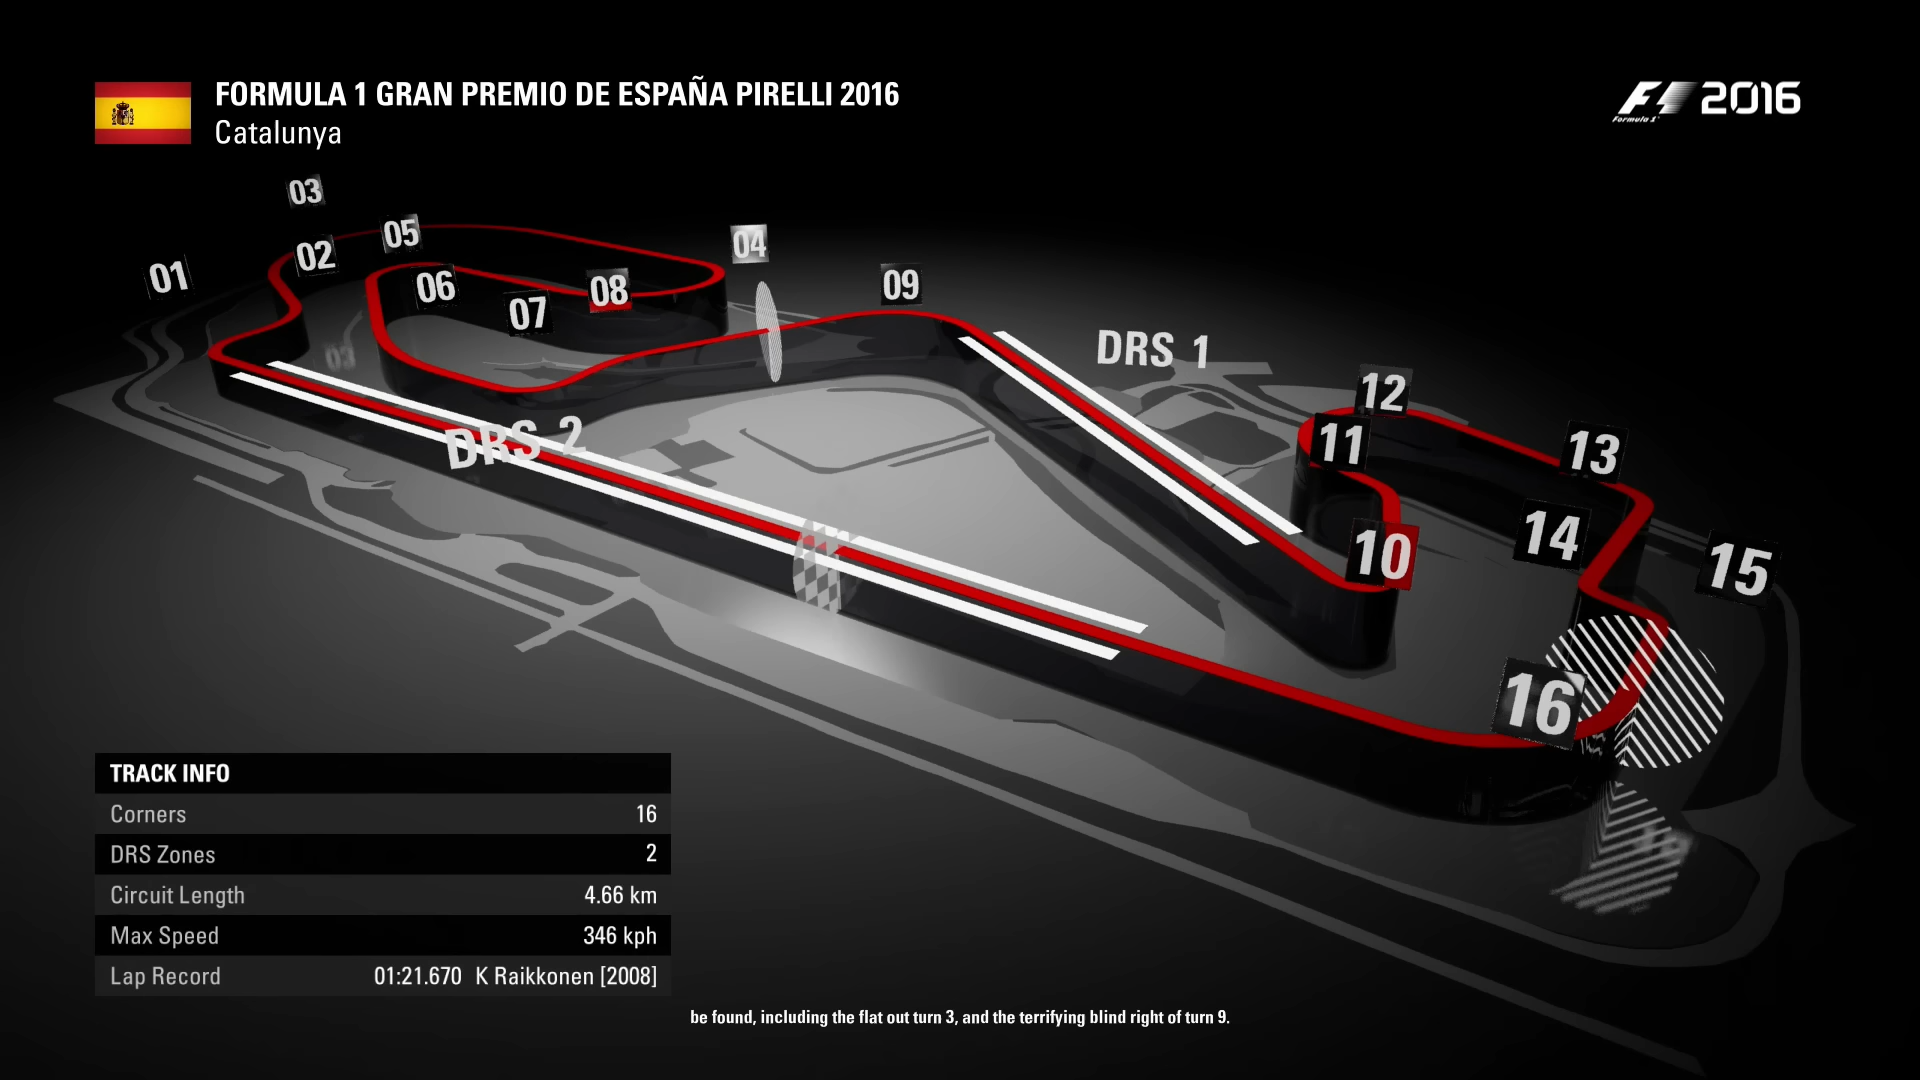 FORMULA 1 GRAN PREMIO DE ESPAÑA PIRELLI 2016
Catalunya
F1 2016
Formula 1
03
05
02
01
04
06
08
09
07
DRS 1
03
12
DRS 2
11
13
10
14
15
16
TRACK INFO
Corners 16
DRS Zones 2
Circuit Length 4.66 km
Max Speed 346 kph
Lap Record 01:21.670 K Raikkonen [2008]
be found, including the flat out turn 3, and the terrifying blind right of turn 9.